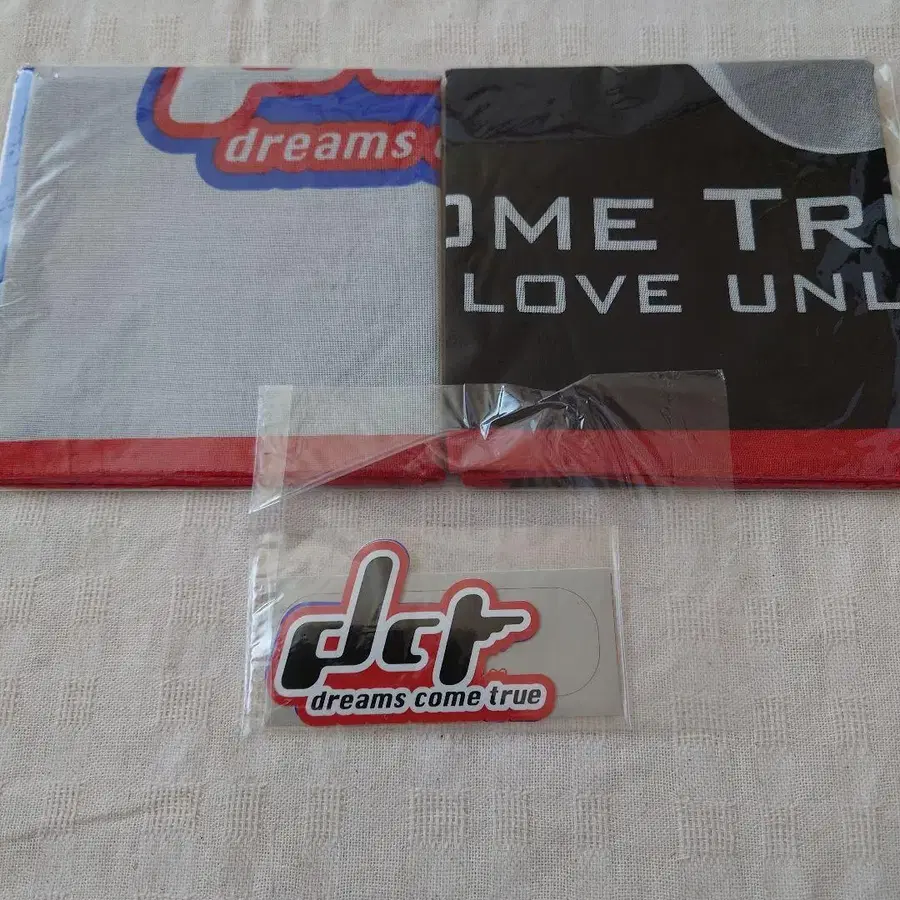 dreams
OME TR
LOVE UNL
dct
dreams come true